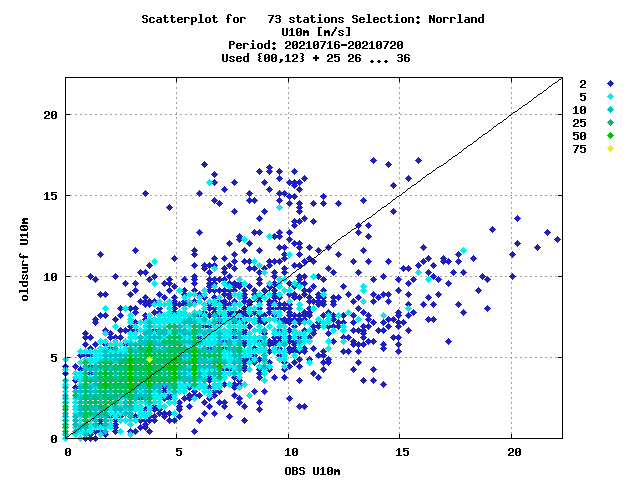 Scatterplot for 73 stations Selection: Norrland
U10m [m/s]
Period: 20210716-20210720
Used {00,12} + 25 26 ... 36
2
5
10
25
50
75
20
15
10
5
0
oldsurf U10m
0 5 10 15 20
OBS U10m